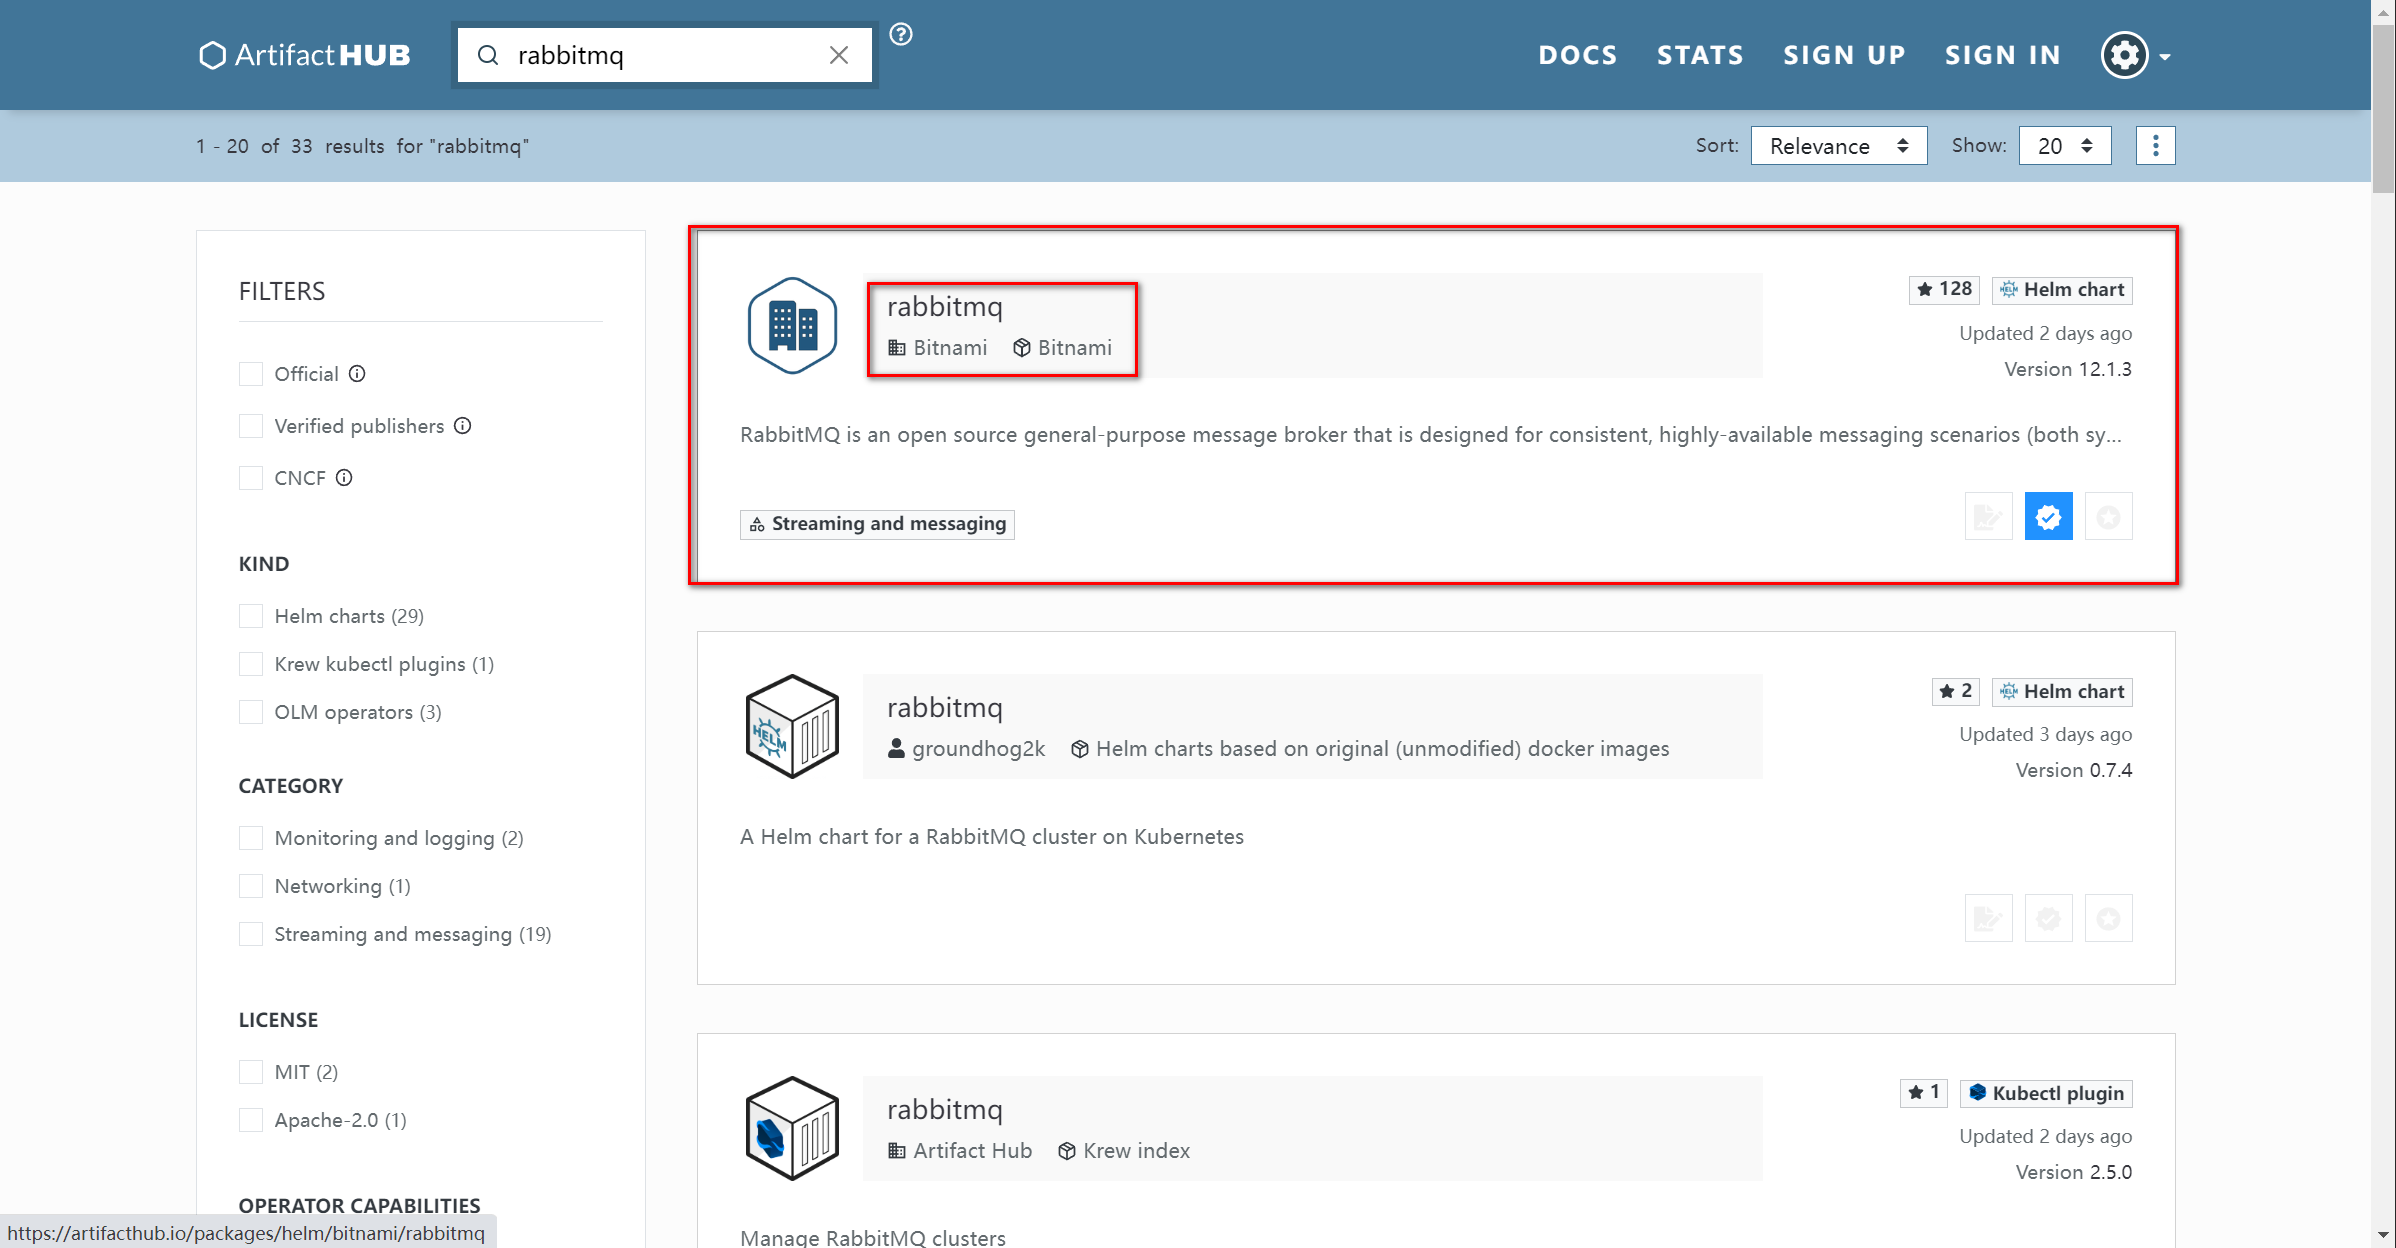 ArtifactHUB
rabbitmq
DOCS STATS SIGN UP SIGN IN
1 - 20 of 33 results for "rabbitmq"
Sort: Relevance Show: 20
FILTERS
Official
Verified publishers
CNCF
KIND
Helm charts (29)
Krew kubectl plugins (1)
OLM operators (3)
CATEGORY
Monitoring and logging (2)
Networking (1)
Streaming and messaging (19)
LICENSE
MIT (2)
Apache-2.0 (1)
OPERATOR CAPABILITIES
rabbitmq
Bitnami Bitnami
128 HELM Helm chart
Updated 2 days ago
Version 12.1.3
RabbitMQ is an open source general-purpose message broker that is designed for consistent, highly-available messaging scenarios (both sy...
Streaming and messaging
HELM
rabbitmq
groundhog2k Helm charts based on original (unmodified) docker images
2 HELM Helm chart
Updated 3 days ago
Version 0.7.4
A Helm chart for a RabbitMQ cluster on Kubernetes
rabbitmq
Artifact Hub Krew index
1 Kubectl plugin
Updated 2 days ago
Version 2.5.0
Manage RabbitMQ clusters
https://artifacthub.io/packages/helm/bitnami/rabbitmq